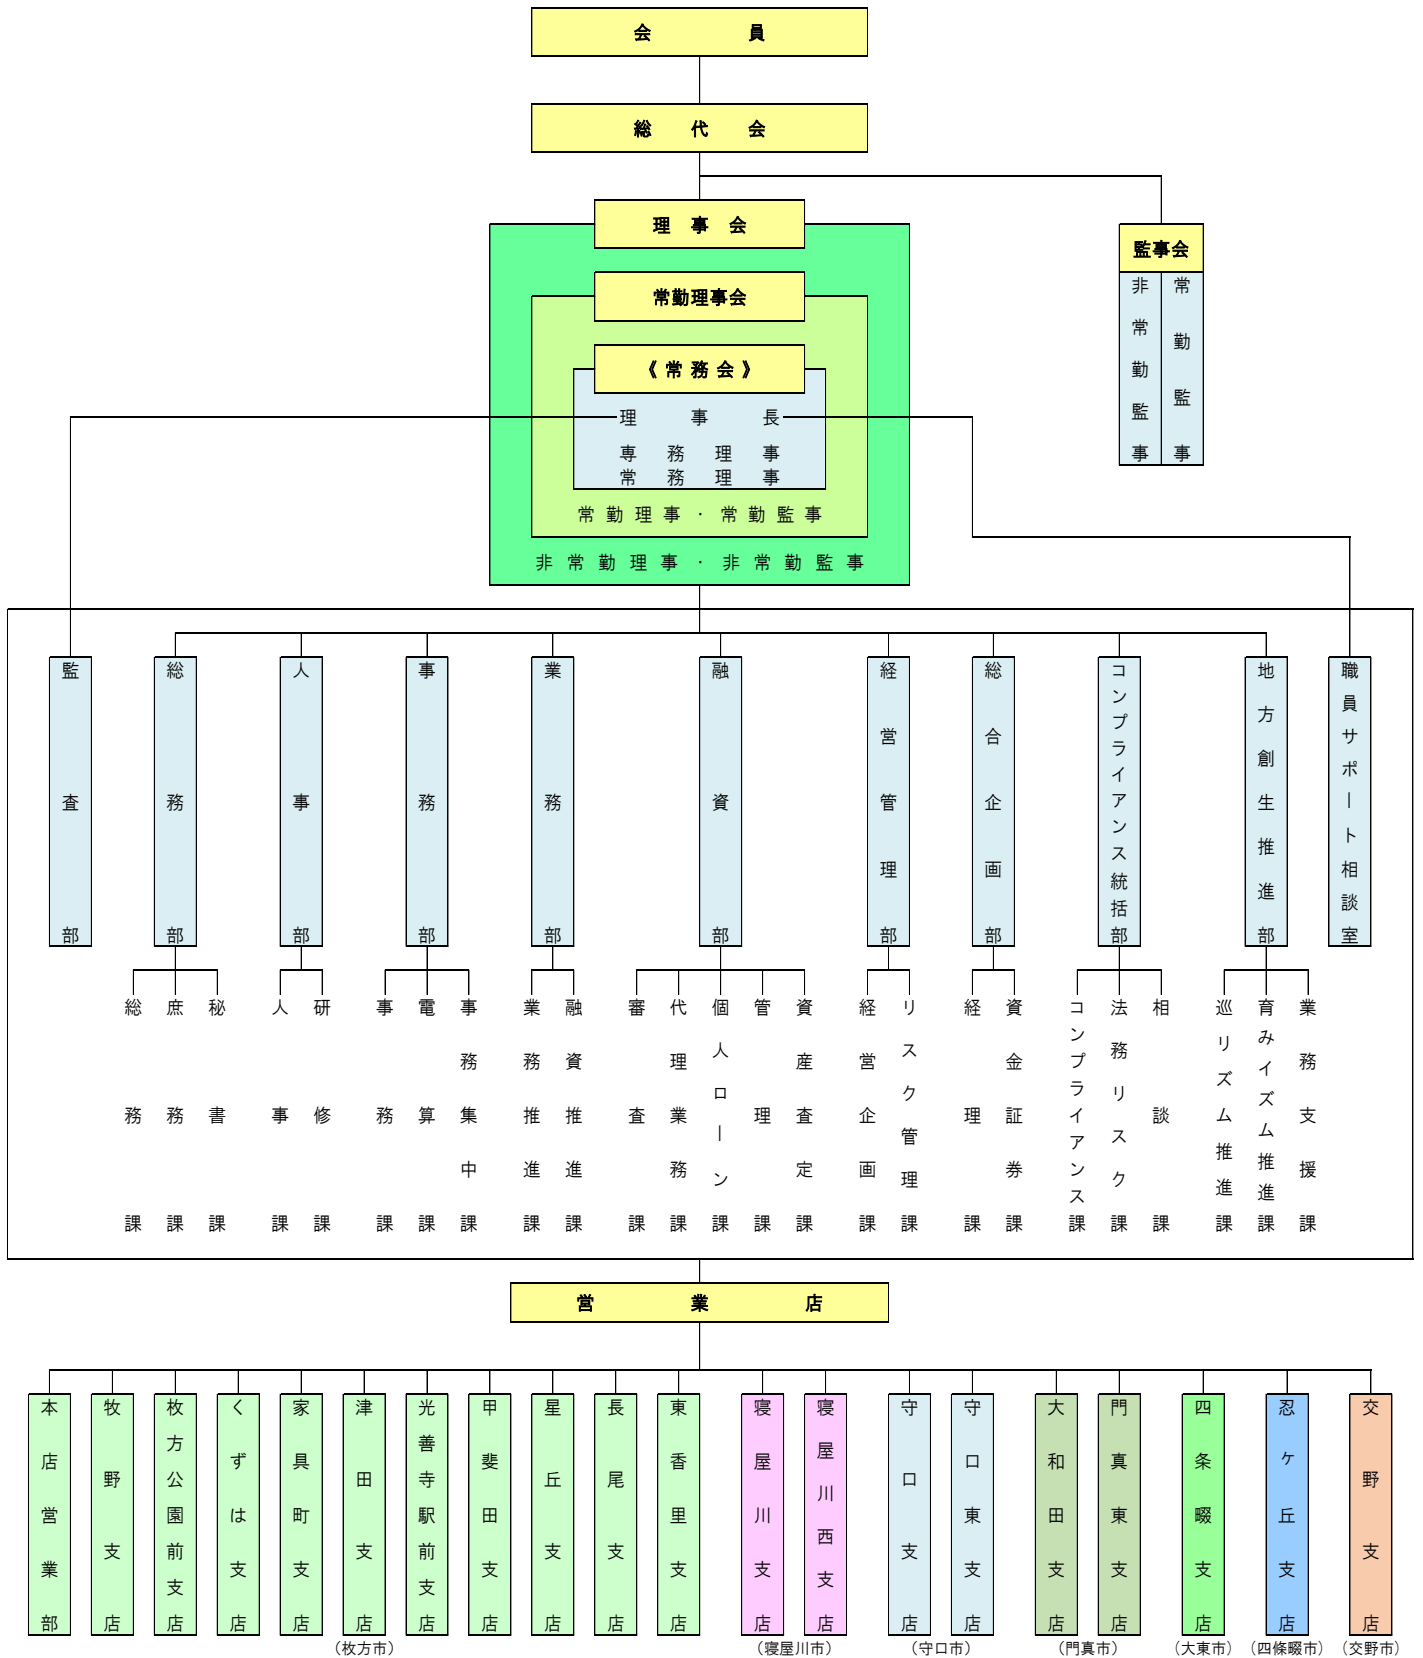 会員
総代会
理事会
監事会
非常勤監事
常勤監事
常勤理事会
《常務会》
理事長
専務理事
常務理事
常勤理事・常勤監事
非常勤理事・非常勤監事
監査部
総務部
人事部
事務部
業務部
融資部
経営管理部
総合企画部
コンプライアンス統括部
地方創生推進部
職員サポート相談室
総務課
庶務課
秘書課
人事課
研修課
事務課
電算課
事務集中課
業務推進課
融資推進課
審査課
代理業務課
個人ローン課
管理課
資産査定課
経営企画課
リスク管理課
経理課
資金証券課
コンプライアンス課
法務リスク課
相談課
巡リズム推進課
育みイズム推進課
業務支援課
営業店
本店営業部
牧野支店
枚方公園前支店
くずは支店
家具町支店
津田支店
光善寺駅前支店
甲斐田支店
星丘支店
長尾支店
東香里支店
寝屋川支店
寝屋川西支店
守口支店
守口東支店
大和田支店
門真東支店
四条畷支店
忍ケ丘支店
交野支店
（枚方市）
（寝屋川市）
（守口市）
（門真市）
（大東市）
（四條畷市）
（交野市）